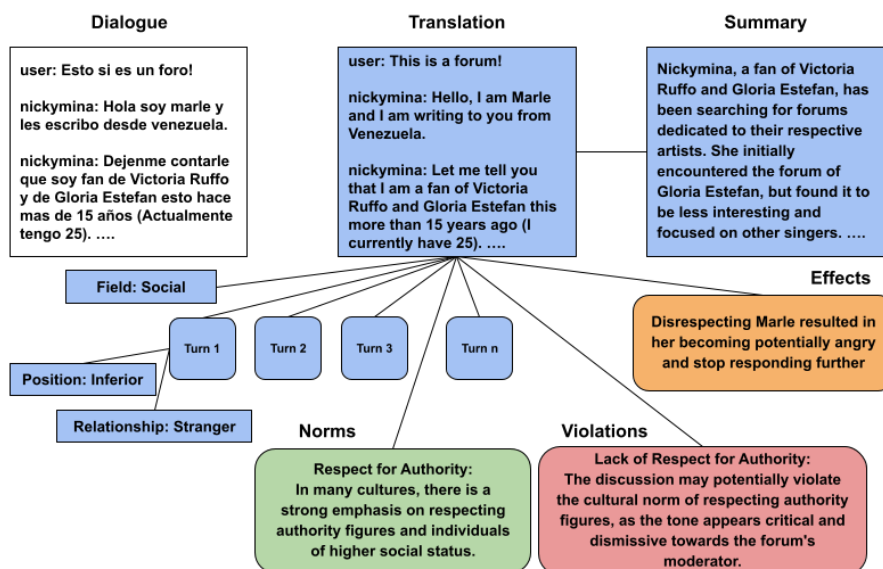 Dialogue
Translation
Summary
user: Esto si es un foro!
nickymina: Hola soy marle y
les escribo desde venezuela.
nickymina: Dejenme contarle
que soy fan de Victoria Ruffo
y de Gloria Estefan esto hace
mas de 15 años (Actualmente
tengo 25). ....
user: This is a forum!
nickymina: Hello, I am Marle
and I am writing to you from
Venezuela.
nickymina: Let me tell you
that I am a fan of Victoria
Ruffo and Gloria Estefan this
more than 15 years ago (I
currently have 25). ....
Nickymina, a fan of Victoria
Ruffo and Gloria Estefan, has
been searching for forums
dedicated to their respective
artists. She initially
encountered the forum of
Gloria Estefan, but found it to
be less interesting and
focused on other singers. ....
Field: Social
Turn 1
Turn 2
Turn 3
Turn n
Position: Inferior
Relationship: Stranger
Effects
Disrespecting Marle resulted in
her becoming potentially angry
and stop responding further
Norms
Respect for Authority:
In many cultures, there is a
strong emphasis on respecting
authority figures and individuals
of higher social status.
Violations
Lack of Respect for Authority:
The discussion may potentially violate
the cultural norm of respecting authority
figures, as the tone appears critical and
dismissive towards the forum's
moderator.